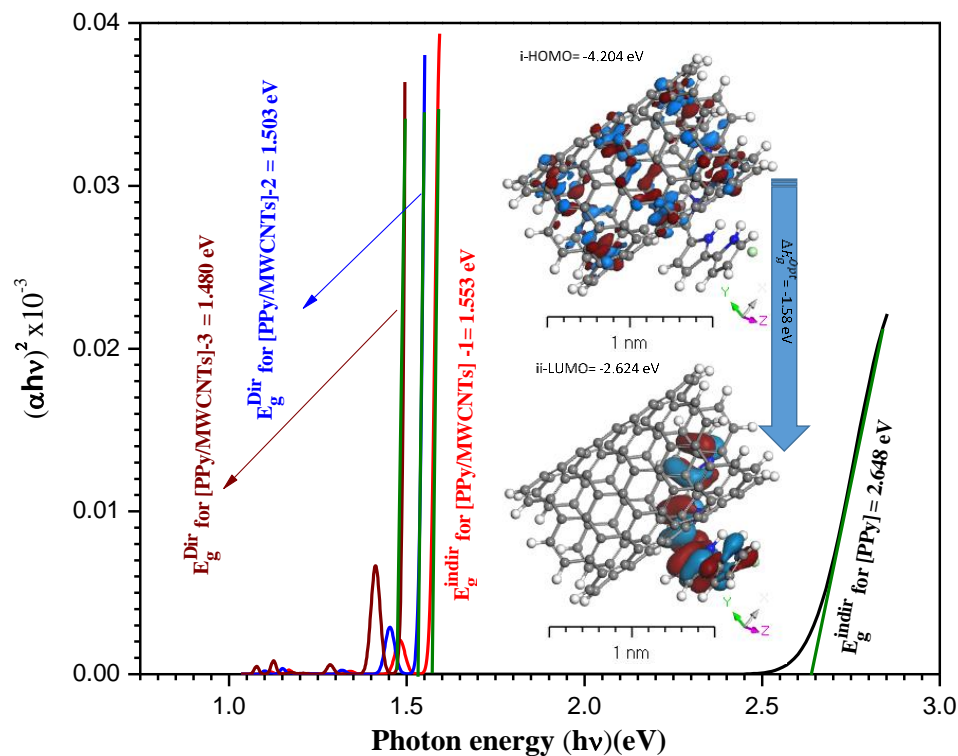 0.04
0.03
0.02
0.01
0.00
(αhν)² x10⁻³
1.0
1.5
2.0
2.5
3.0
Photon energy (hν)(eV)
E_g^Dir for [PPy/MWCNTs]-3 = 1.480 eV
E_g^Dir for [PPy/MWCNTs]-2 = 1.503 eV
E_g^indir for [PPy/MWCNTs] -1= 1.553 eV
E_g^indir for [PPy] = 2.648 eV
i-HOMO= -4.204 eV
Y
X
Z
1 nm
ΔE_g^Opt = -1.58 eV
ii-LUMO= -2.624 eV
Y
X
Z
1 nm